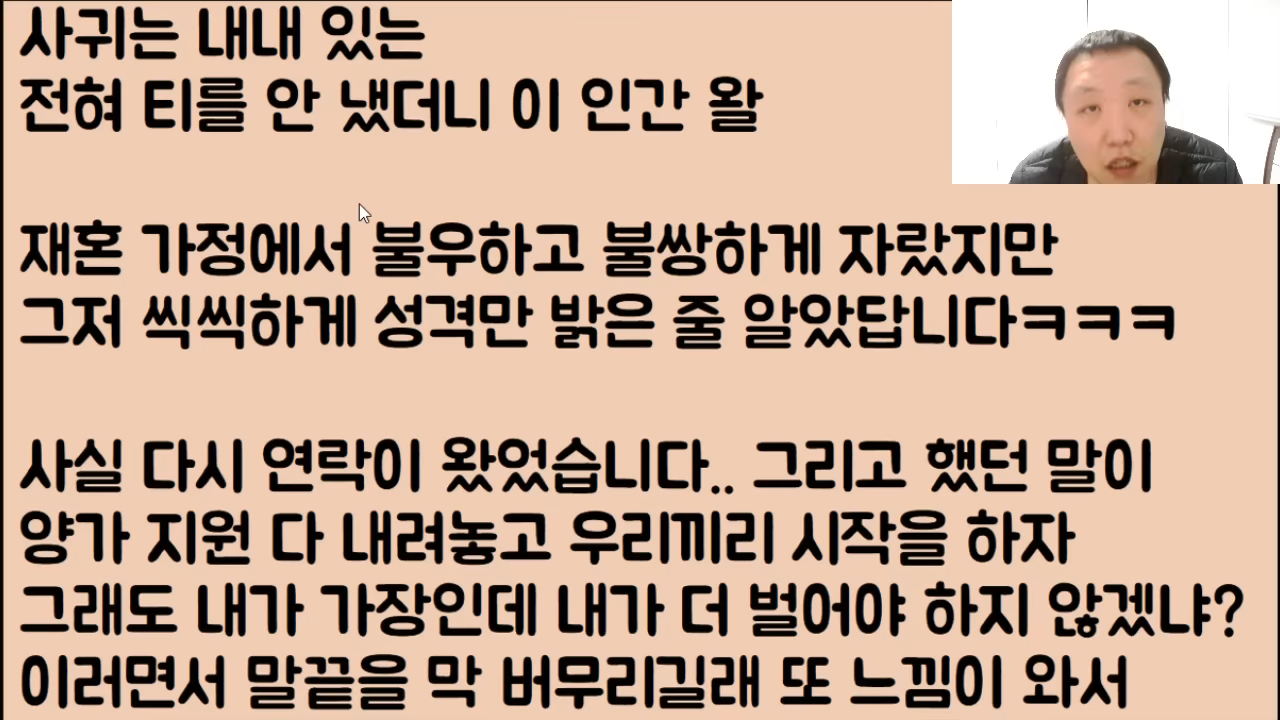 사귀는 내내 있는
전혀 티를 안 냈더니 이 인간 왈
재혼 가정에서 불우하고 불쌍하게 자랐지만
그저 씩씩하게 성격만 밝은 줄 알았답니다ㅋㅋㅋ
사실 다시 연락이 왔었습니다.. 그리고 했던 말이
양가 지원 다 내려놓고 우리끼리 시작을 하자
그래도 내가 가장인데 내가 더 벌어야 하지 않겠냐?
이러면서 말끝을 막 버무리길래 또 느낌이 와서